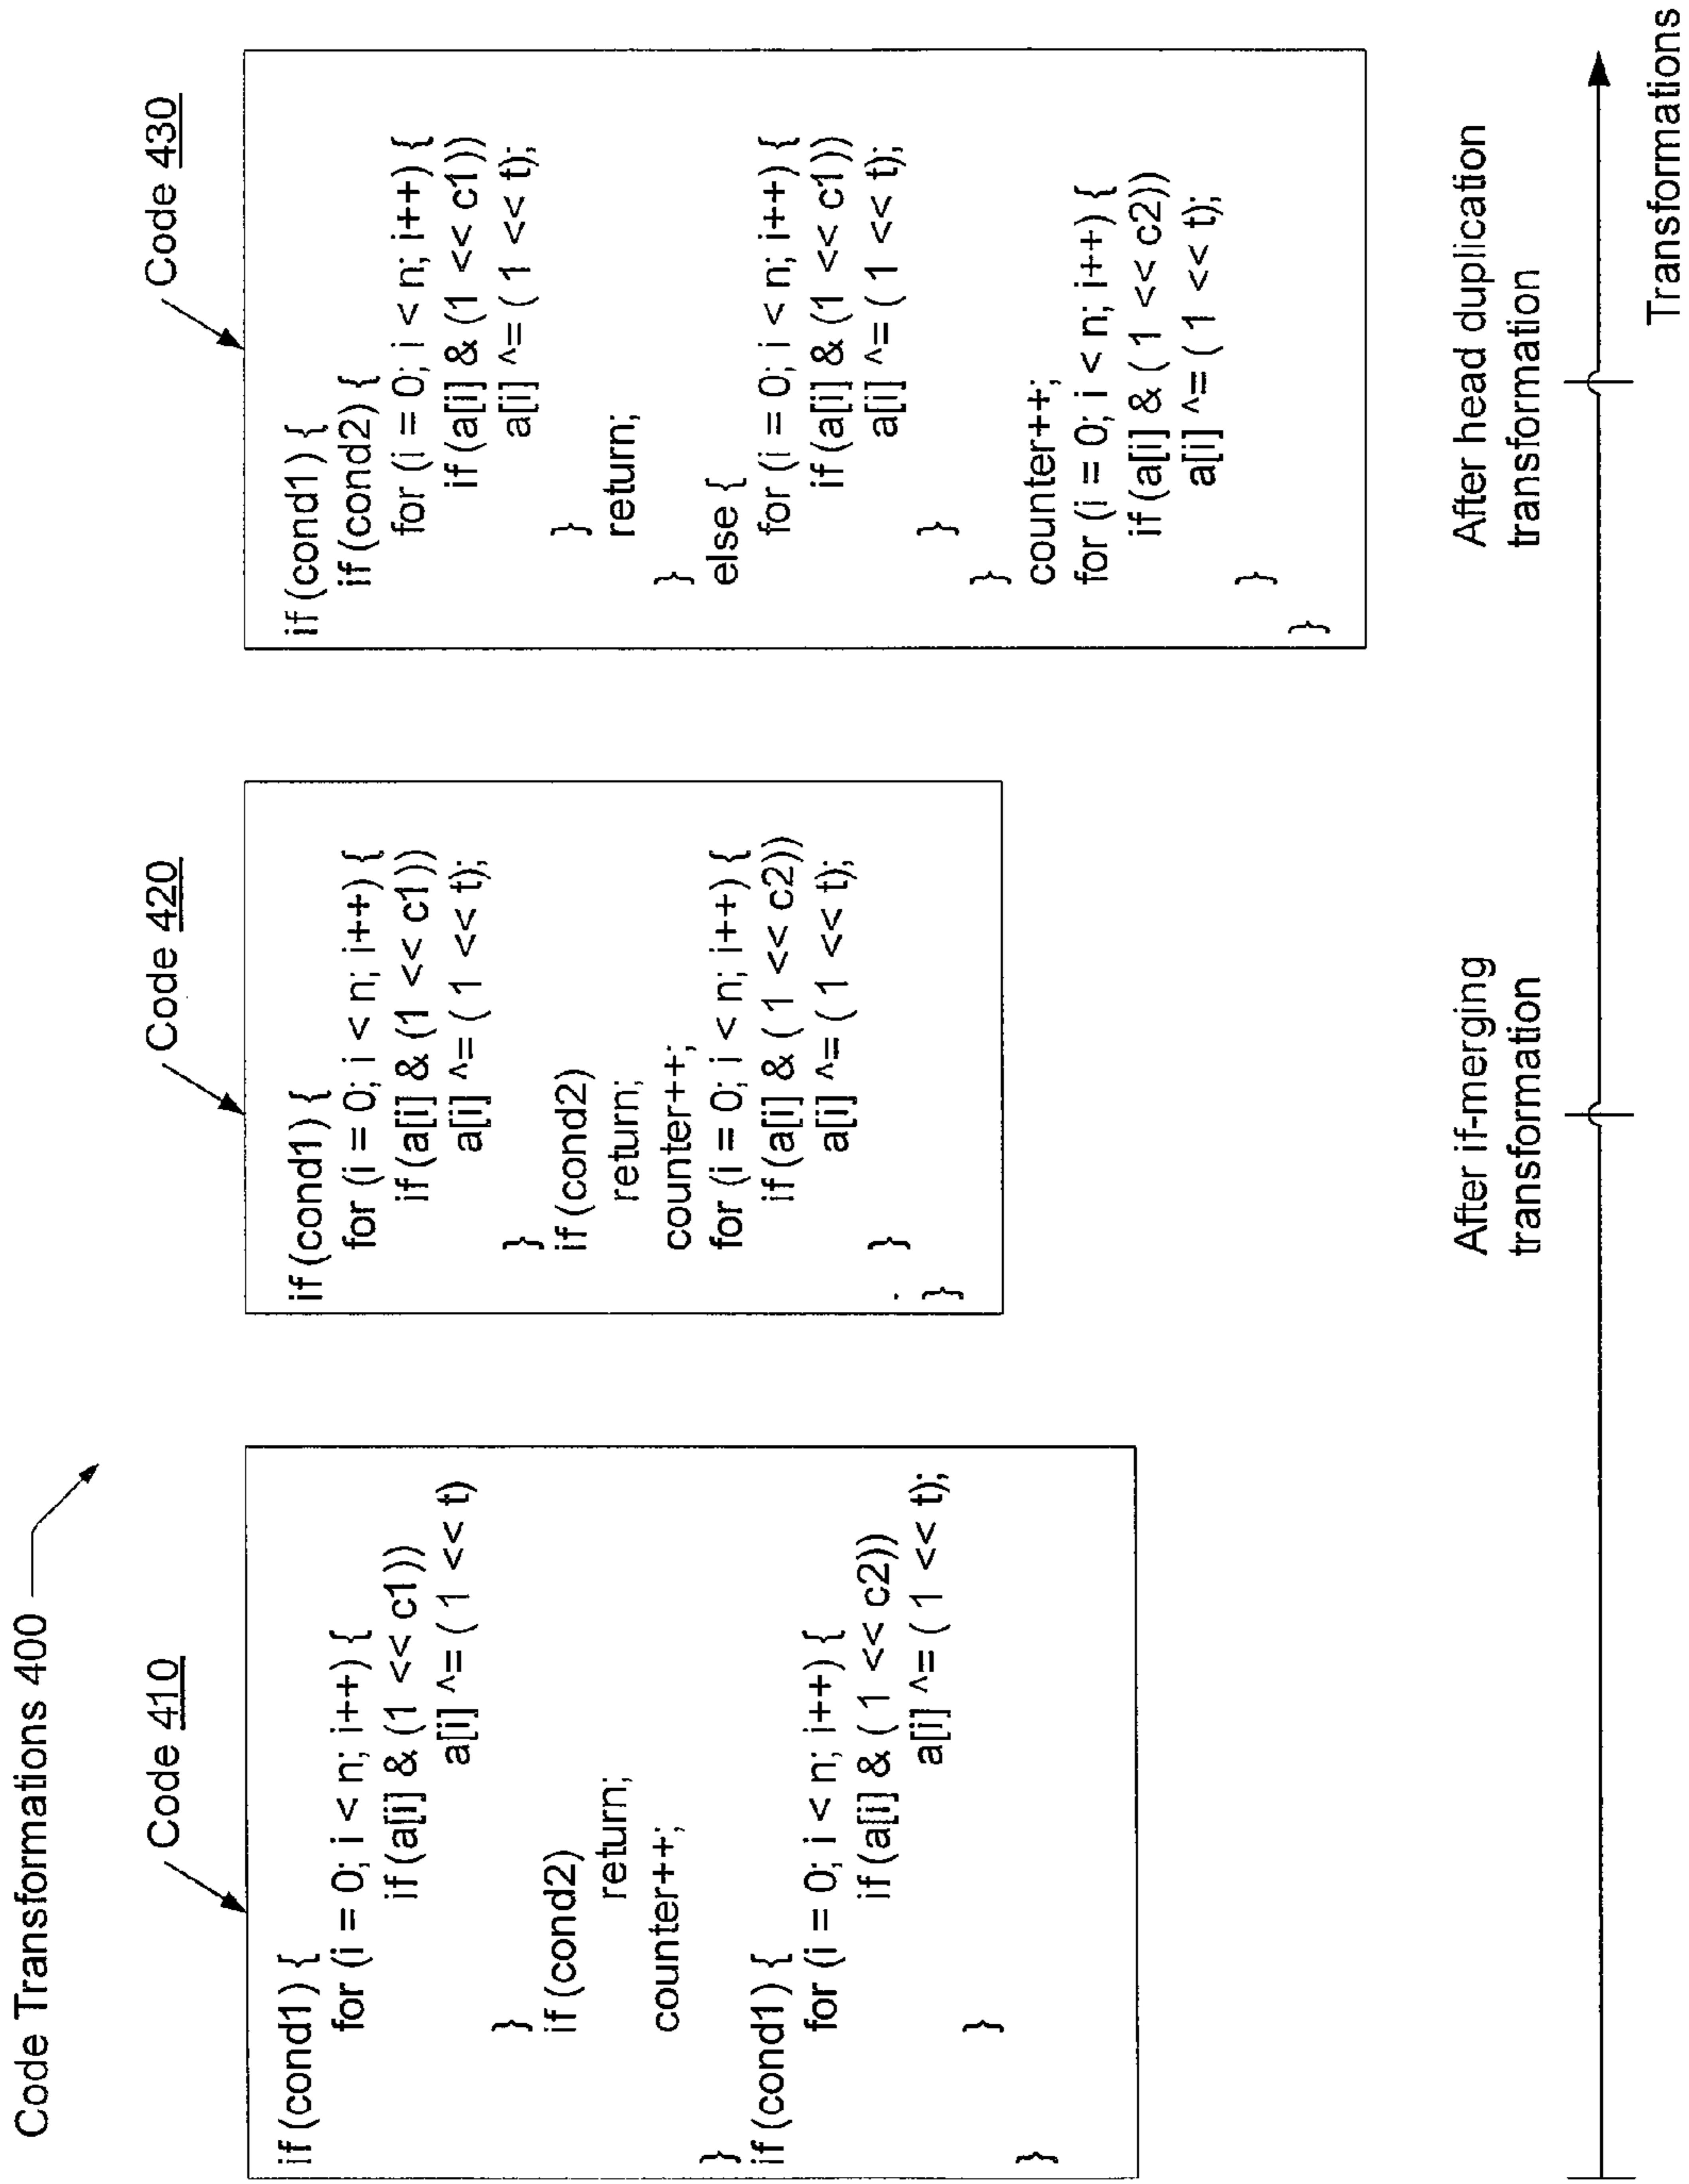 Code Transformations 400
Code 410
if (cond1) {
for (i = 0; i < n; i++) {
if (a[i] & (1 << c1))
a[i] ^= ( 1 << t)
}
if (cond2)
return;
counter++;
}
if (cond1) {
for (i = 0; i < n; i++) {
if (a[i] & ( 1 << c2))
a[i] ^= ( 1 << t);
}
}
Code 420
if (cond1) {
for (i = 0; i < n; i++) {
if (a[i] & (1 << c1))
a[i] ^= ( 1 << t);
}
if (cond2)
return;
counter++;
for (i = 0; i < n; i++) {
if (a[i] & ( 1 << c2))
a[i] ^= ( 1 << t);
}
}
Code 430
if (cond1) {
if (cond2) {
for (i = 0; i < n; i++) {
if (a[i] & (1 << c1))
a[i] ^= ( 1 << t);
}
return;
}
else {
for (i = 0; i < n; i++) {
if (a[i] & (1 << c1))
a[i] ^= ( 1 << t);
}
}
counter++;
for (i = 0; i < n; i++) {
if (a[i] & ( 1 << c2))
a[i] ^= ( 1 << t);
}
}
After if-merging
transformation
After head duplication
transformation
Transformations